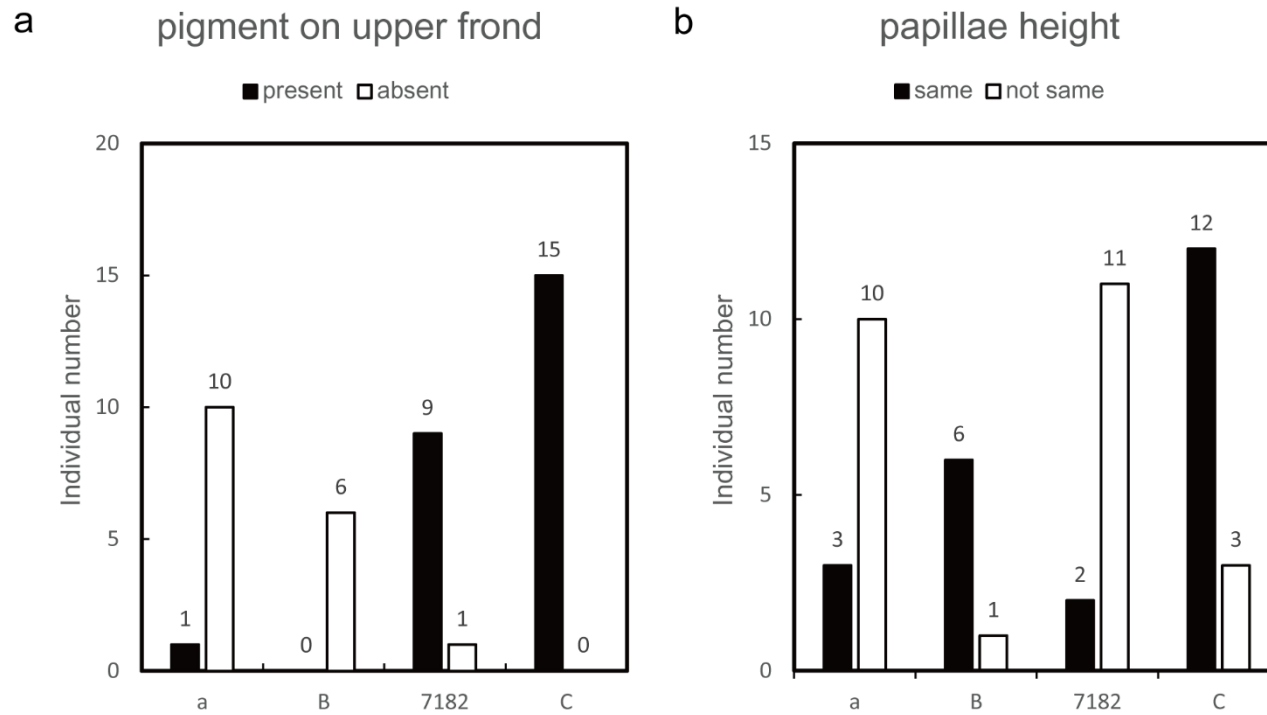 a
pigment on upper frond
present absent
20
15
10
5
0
Individual number
1
10
0
6
9
1
15
0
a B 7182 C
b
papillae height
same not same
15
10
5
0
Individual number
3
10
6
1
2
11
12
3
a B 7182 C